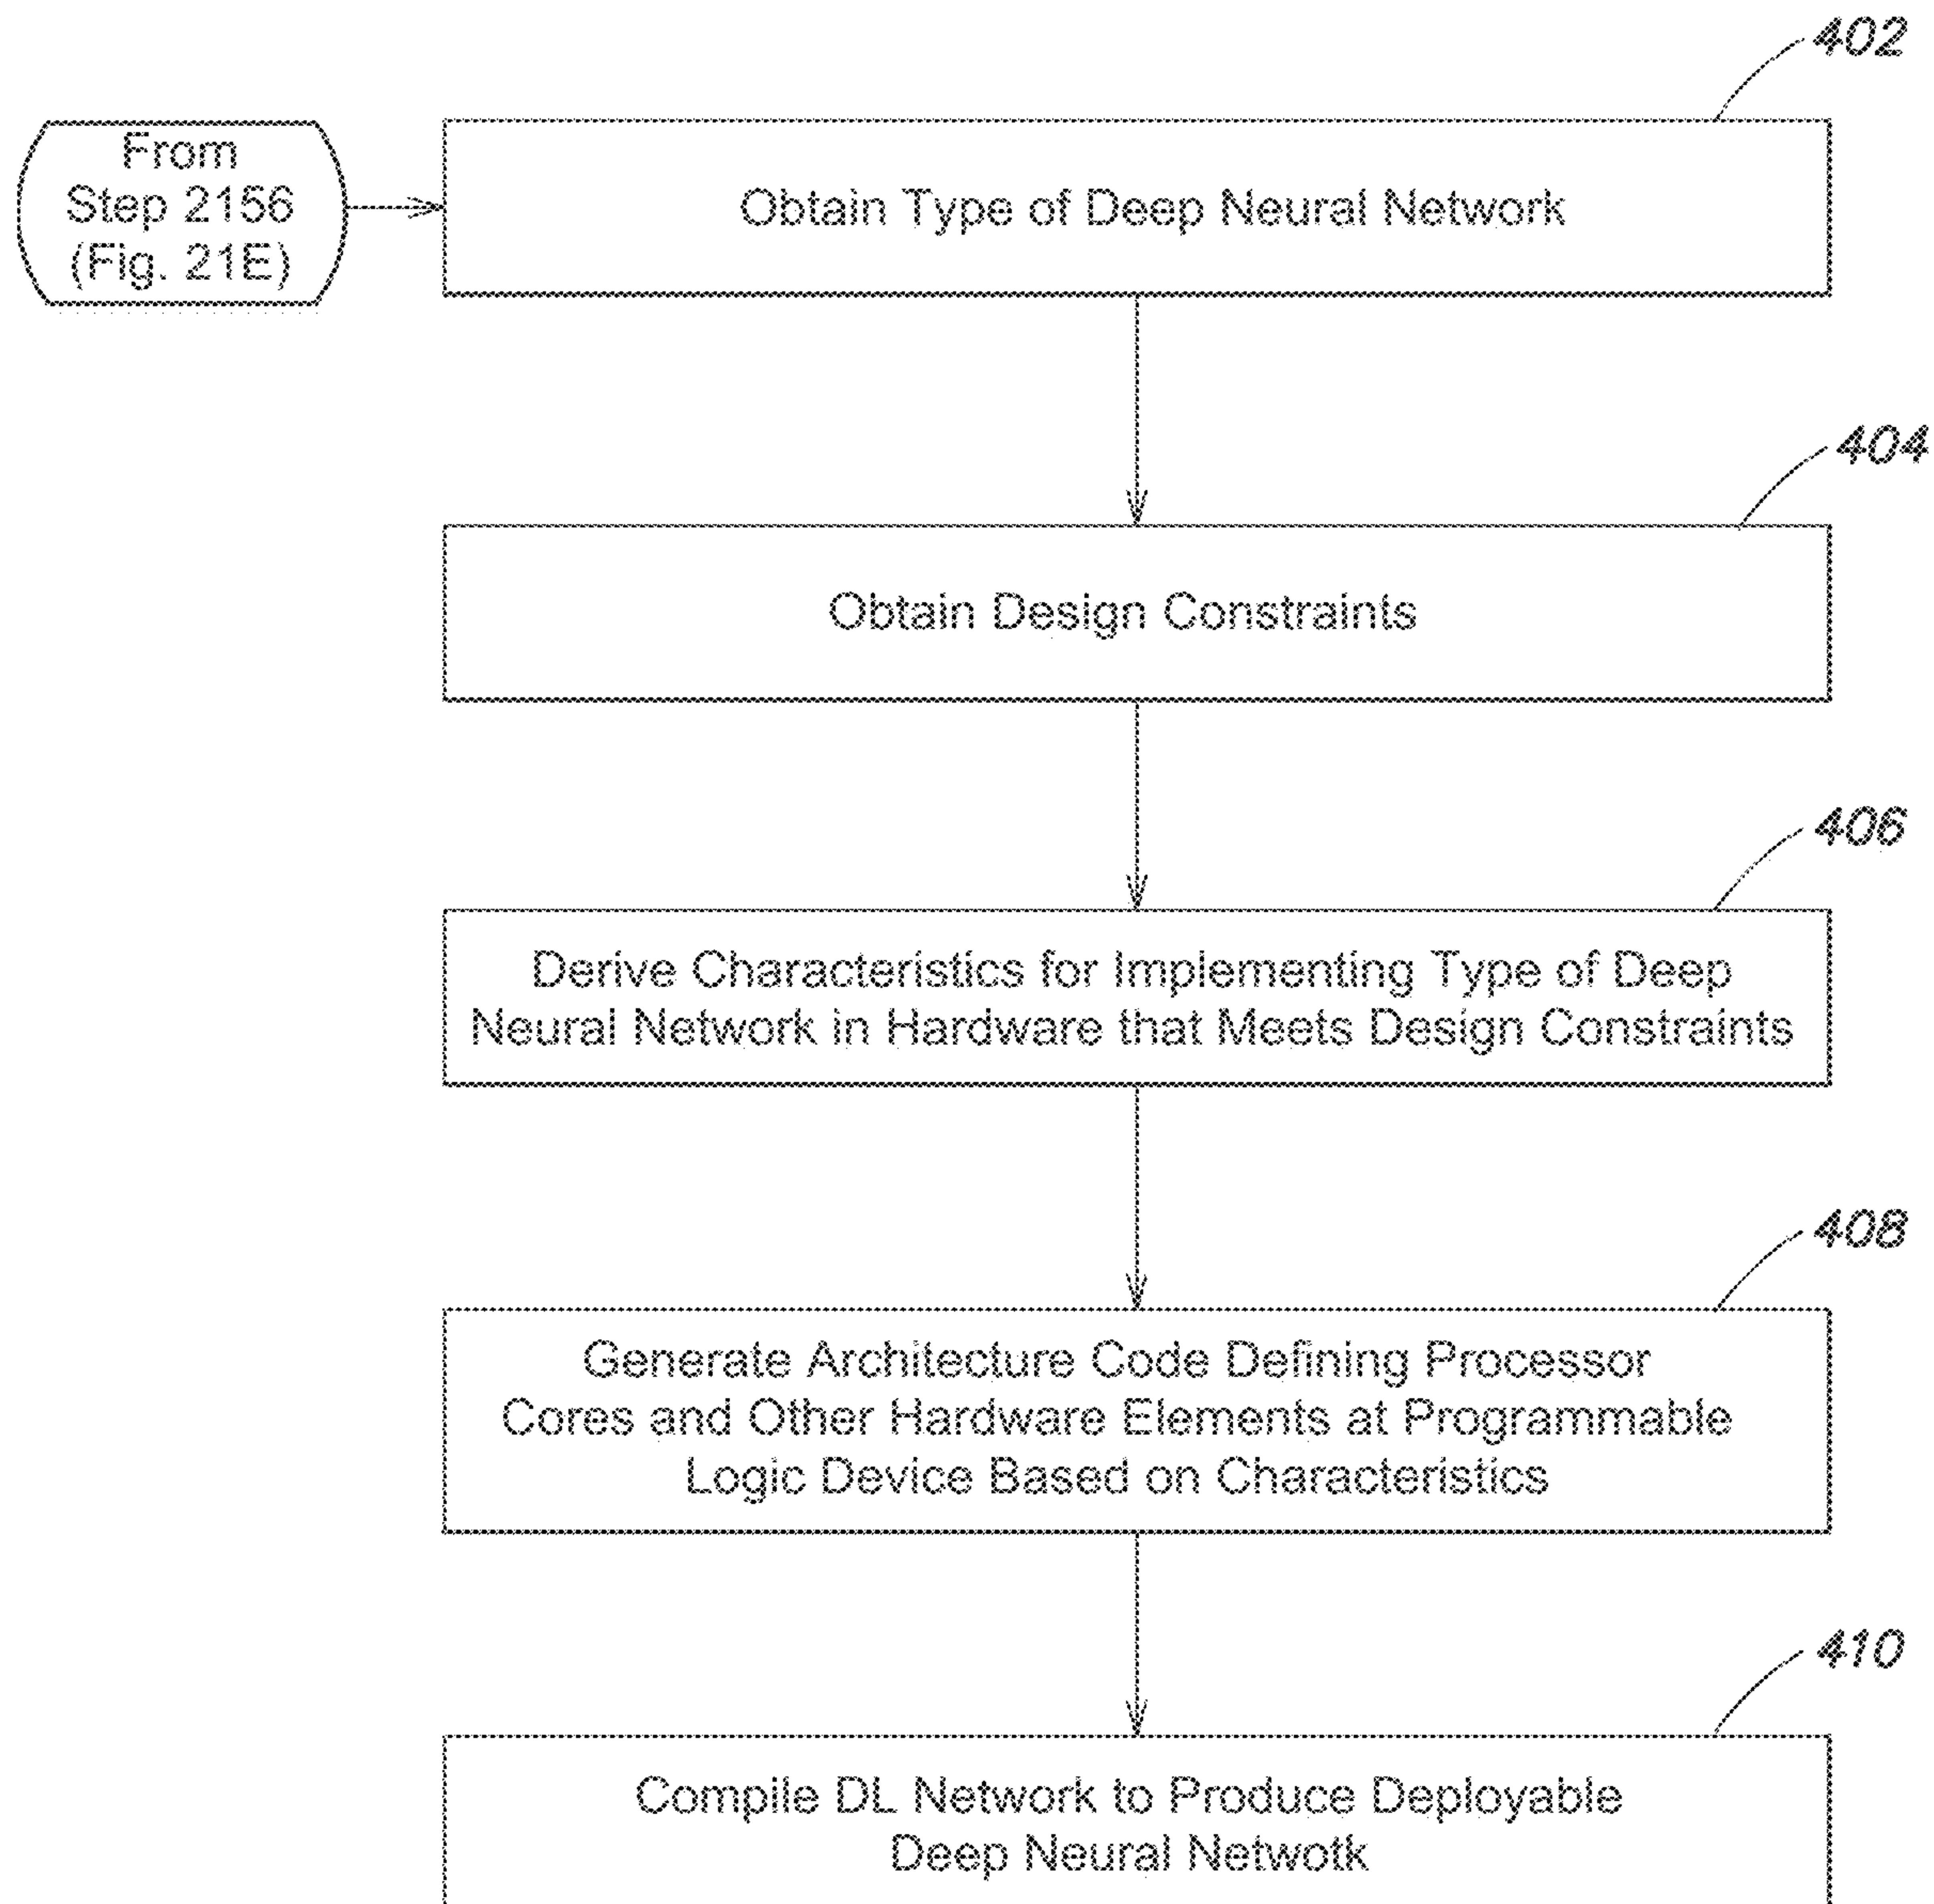 402
From
Step 2156
(Fig. 21E)
Obtain Type of Deep Neural Network
404
Obtain Design Constraints
406
Derive Characteristics for Implementing Type of Deep
Neural Network in Hardware that Meets Design Constraints
408
Generate Architecture Code Defining Processor
Cores and Other Hardware Elements at Programmable
Logic Device Based on Characteristics
410
Compile DL Network to Produce Deployable
Deep Neural Netwotk